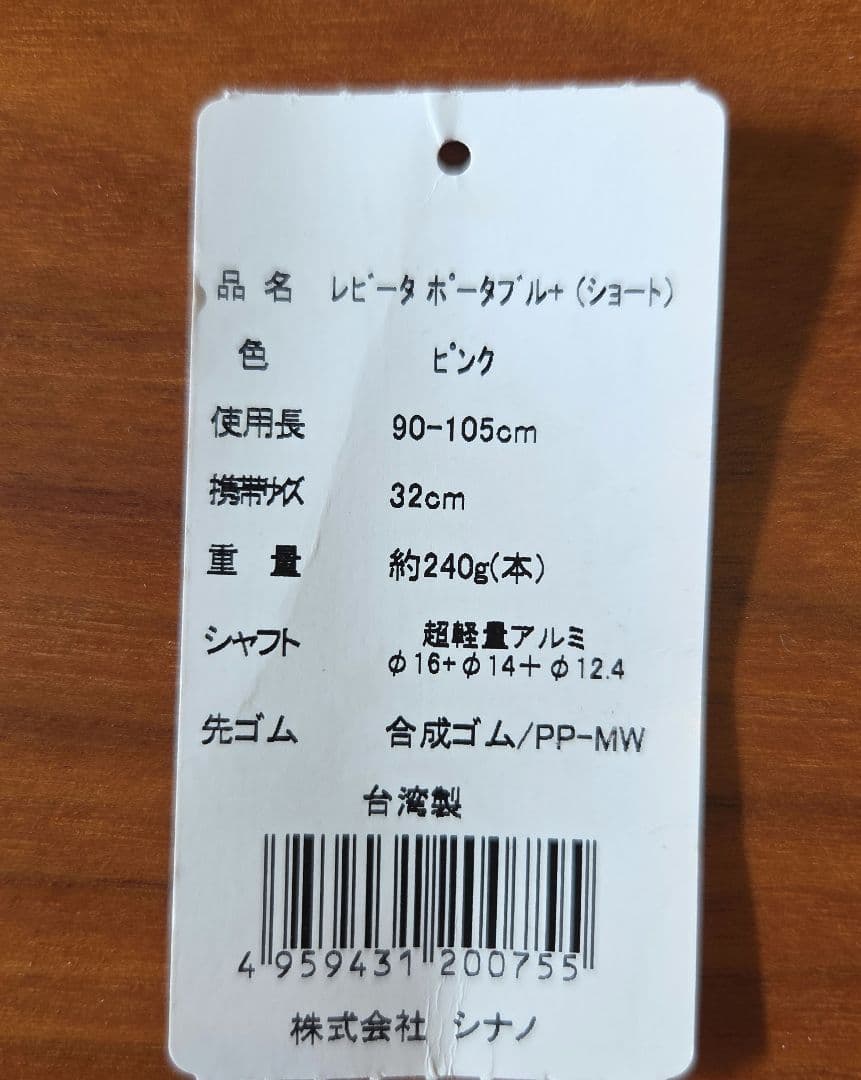 品名 レビータ ポータブル+（ショート）
色 ピンク
使用長 90-105cm
携帯サイズ 32cm
重量 約240g(本)
シャフト 超軽量アルミ
φ16+φ14+φ12.4
先ゴム 合成ゴム/PP-MW
台湾製
4 959431 200755
株式会社 シナノ